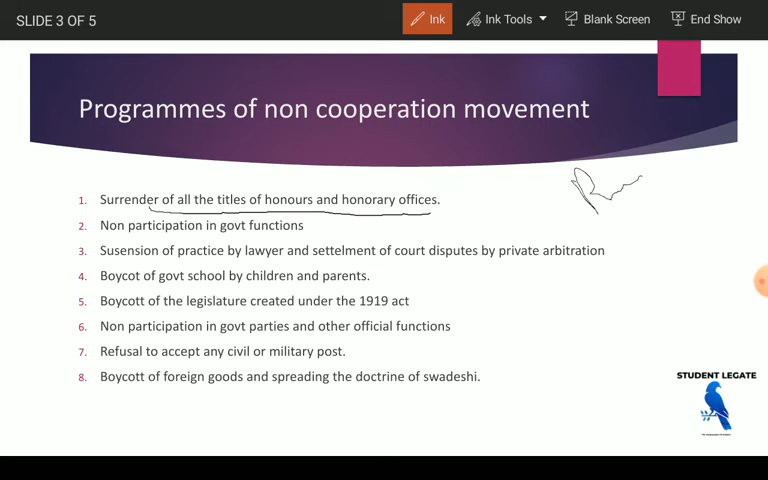 SLIDE 3 OF 5
Ink
Ink Tools
Blank Screen
End Show
Programmes of non cooperation movement
1. Surrender of all the titles of honours and honorary offices.
2. Non participation in govt functions
3. Susension of practice by lawyer and settelment of court disputes by private arbitration
4. Boycot of govt school by children and parents.
5. Boycott of the legislature created under the 1919 act
6. Non participation in govt parties and other official functions
7. Refusal to accept any civil or military post.
8. Boycott of foreign goods and spreading the doctrine of swadeshi.
STUDENT LEGATE